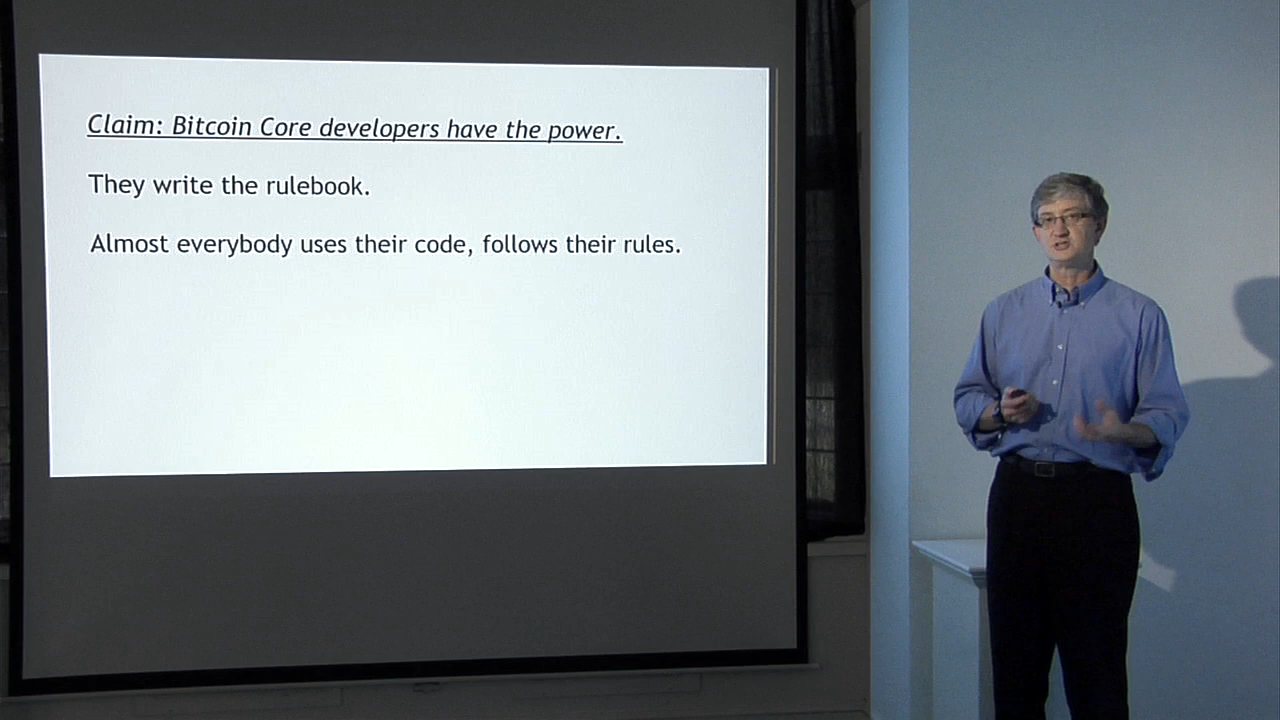 Claim: Bitcoin Core developers have the power.
They write the rulebook.
Almost everybody uses their code, follows their rules.